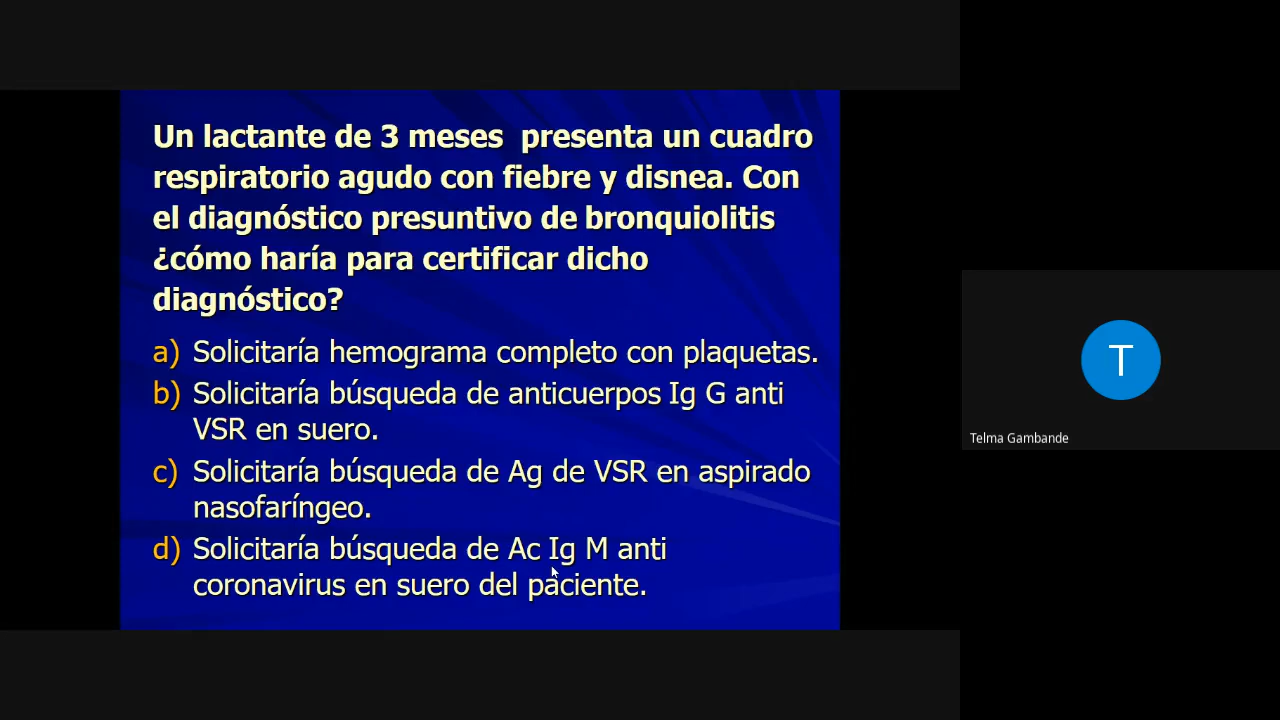 Un lactante de 3 meses presenta un cuadro
respiratorio agudo con fiebre y disnea. Con
el diagnóstico presuntivo de bronquiolitis
¿cómo haría para certificar dicho
diagnóstico?
a) Solicitaría hemograma completo con plaquetas.
b) Solicitaría búsqueda de anticuerpos Ig G anti
VSR en suero.
c) Solicitaría búsqueda de Ag de VSR en aspirado
nasofaríngeo.
d) Solicitaría búsqueda de Ac Ig M anti
coronavirus en suero del paciente.
T
Telma Gambande